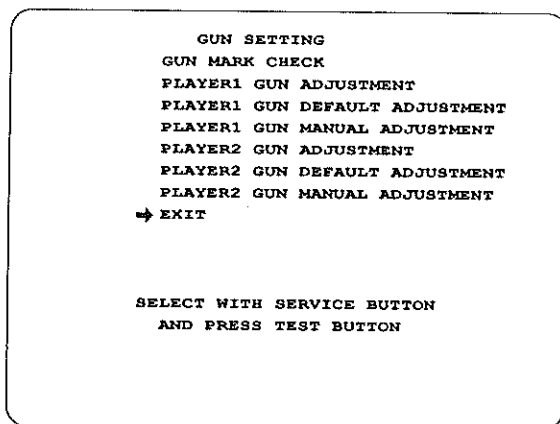 GUN SETTING
GUN MARK CHECK
PLAYER1 GUN ADJUSTMENT
PLAYER1 GUN DEFAULT ADJUSTMENT
PLAYER1 GUN MANUAL ADJUSTMENT
PLAYER2 GUN ADJUSTMENT
PLAYER2 GUN DEFAULT ADJUSTMENT
PLAYER2 GUN MANUAL ADJUSTMENT
➡ EXIT
SELECT WITH SERVICE BUTTON
AND PRESS TEST BUTTON